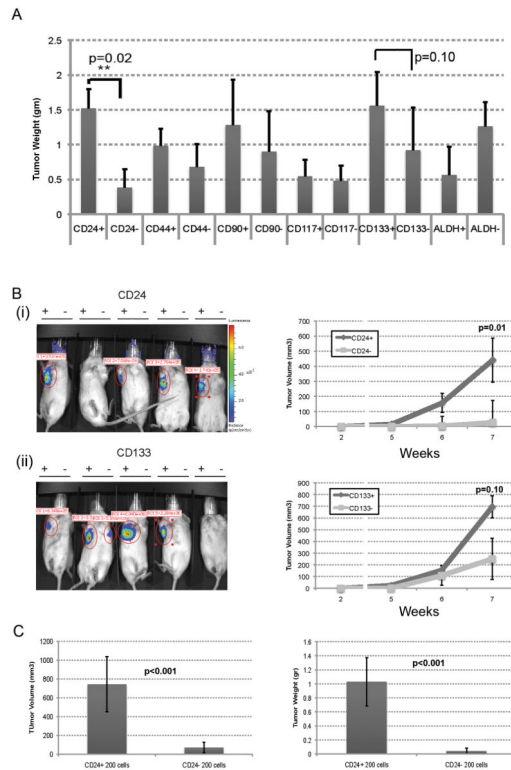 A
p=0.02
**
p=0.10
Tumor Weight (gm)
2.5
2
1.5
1
0.5
0
CD24+ CD24- CD44+ CD44- CD90+ CD90- CD117+ CD117- CD133+ CD133- ALDH+ ALDH-
B
CD24
(i)
+ - + - + - + - + -
Tumor Volume (mm3)
700
600
500
400
300
200
100
0
CD24+
CD24-
p=0.01
2 5 6 7
Weeks
CD133
(ii)
+ - + - + - + - + -
Tumor Volume (mm3)
800
700
600
500
400
300
200
100
0
CD133+
CD133-
p=0.10
2 5 6 7
Weeks
C
TUmor Volume (mm3)
1200
1000
800
600
400
200
0
p<0.001
CD24+ 200 cells CD24- 200 cells
Tumor Weight (gr)
1.6
1.4
1.2
1
0.8
0.6
0.4
0.2
0
p<0.001
CD24+ 200 cells CD24- 200 cells